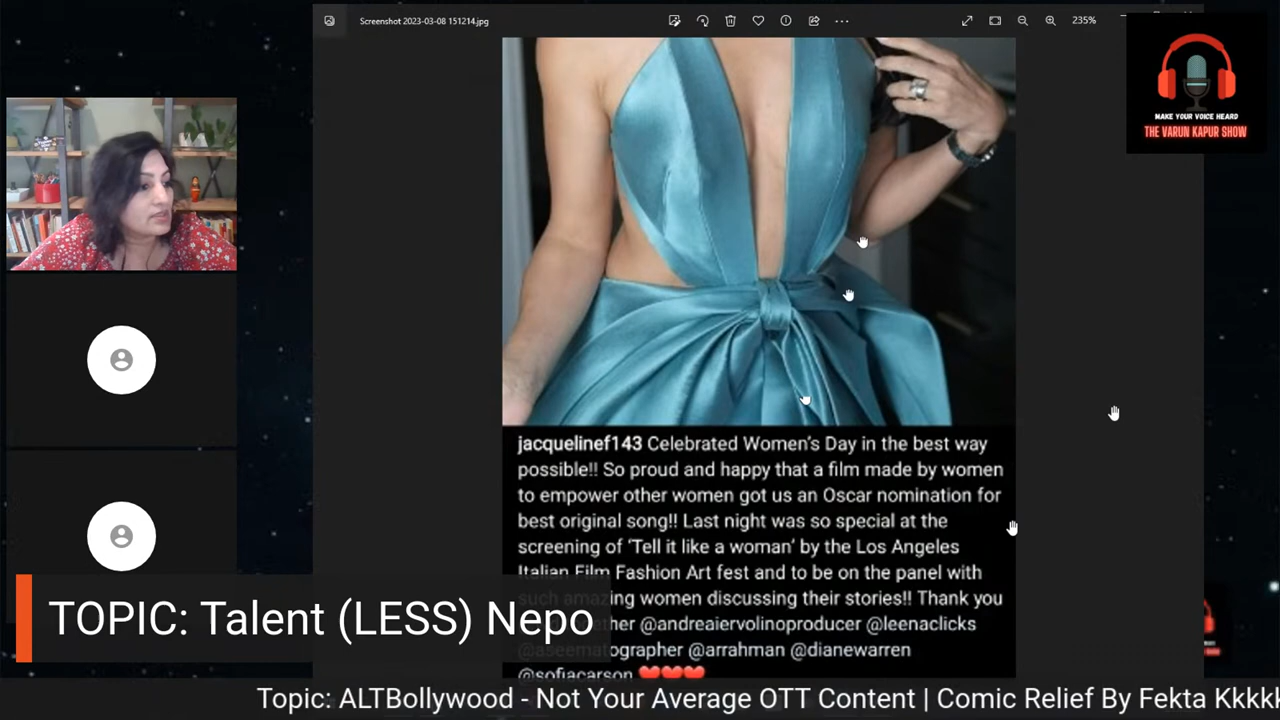 Screenshot 2023-03-08 151214.jpg
235%
MAKE YOUR VOICE HEARD
THE VARUN KAPUR SHOW
jacquelinef143 Celebrated Women's Day in the best way
possible!! So proud and happy that a film made by women
to empower other women got us an Oscar nomination for
best original song!! Last night was so special at the
screening of 'Tell it like a woman' by the Los Angeles
Italian Film Fashion Art fest and to be on the panel with
such amazing women discussing their stories!! Thank you
@andreaiervolinoproducer @leenaclicks
@aseematographer @arrahman @dianewarren
@sofiacarson
TOPIC: Talent (LESS) Nepo
Topic: ALTBollywood - Not Your Average OTT Content | Comic Relief By Fekta Kkkkl